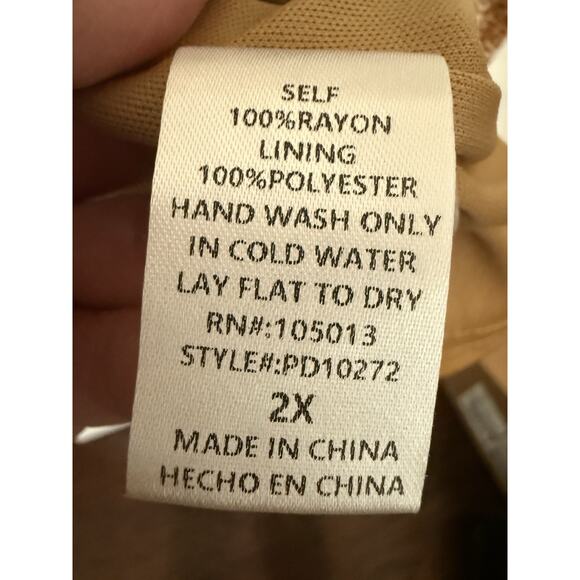 SELF
100%RAYON
LINING
100%POLYESTER
HAND WASH ONLY
IN COLD WATER
LAY FLAT TO DRY
RN#:105013
STYLE#:PD10272
2X
MADE IN CHINA
HECHO EN CHINA